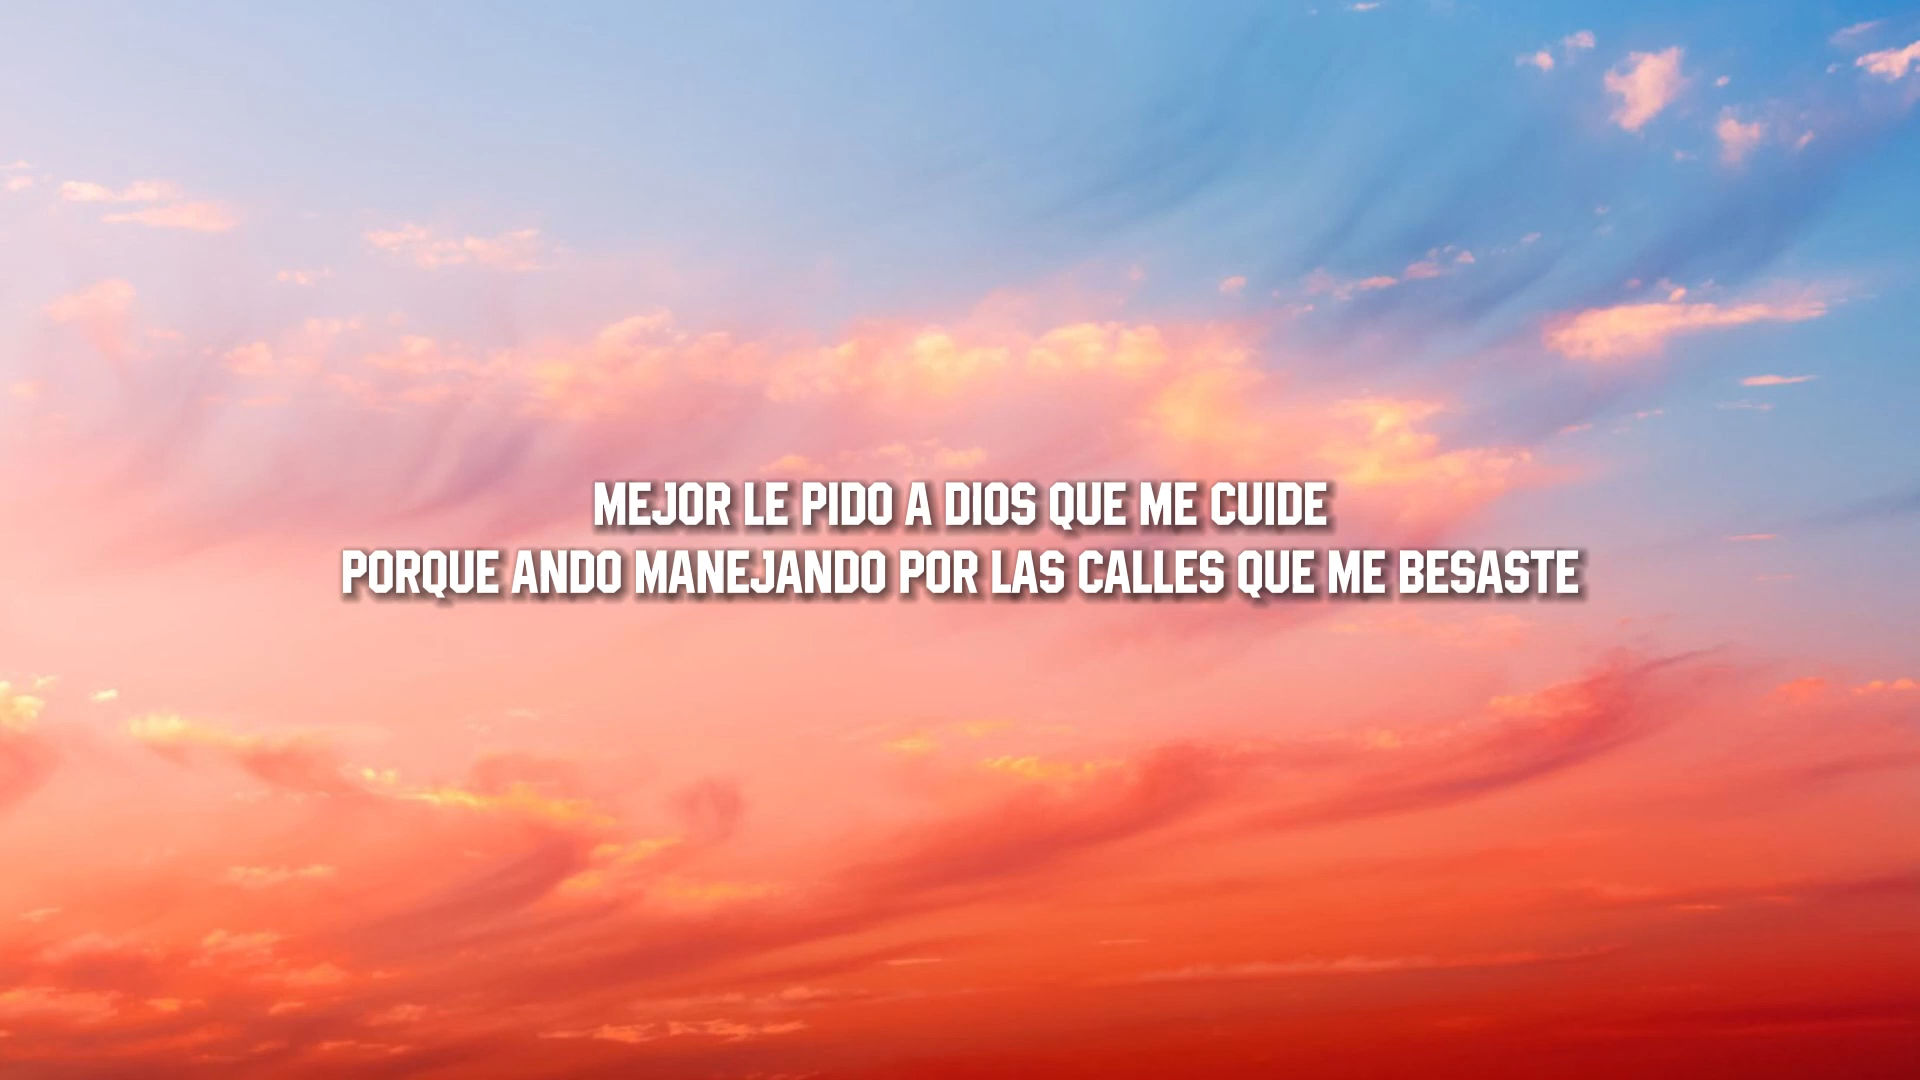 MEJOR LE PIDO A DIOS QUE ME CUIDE
PORQUE ANDO MANEJANDO POR LAS CALLES QUE ME BESASTE